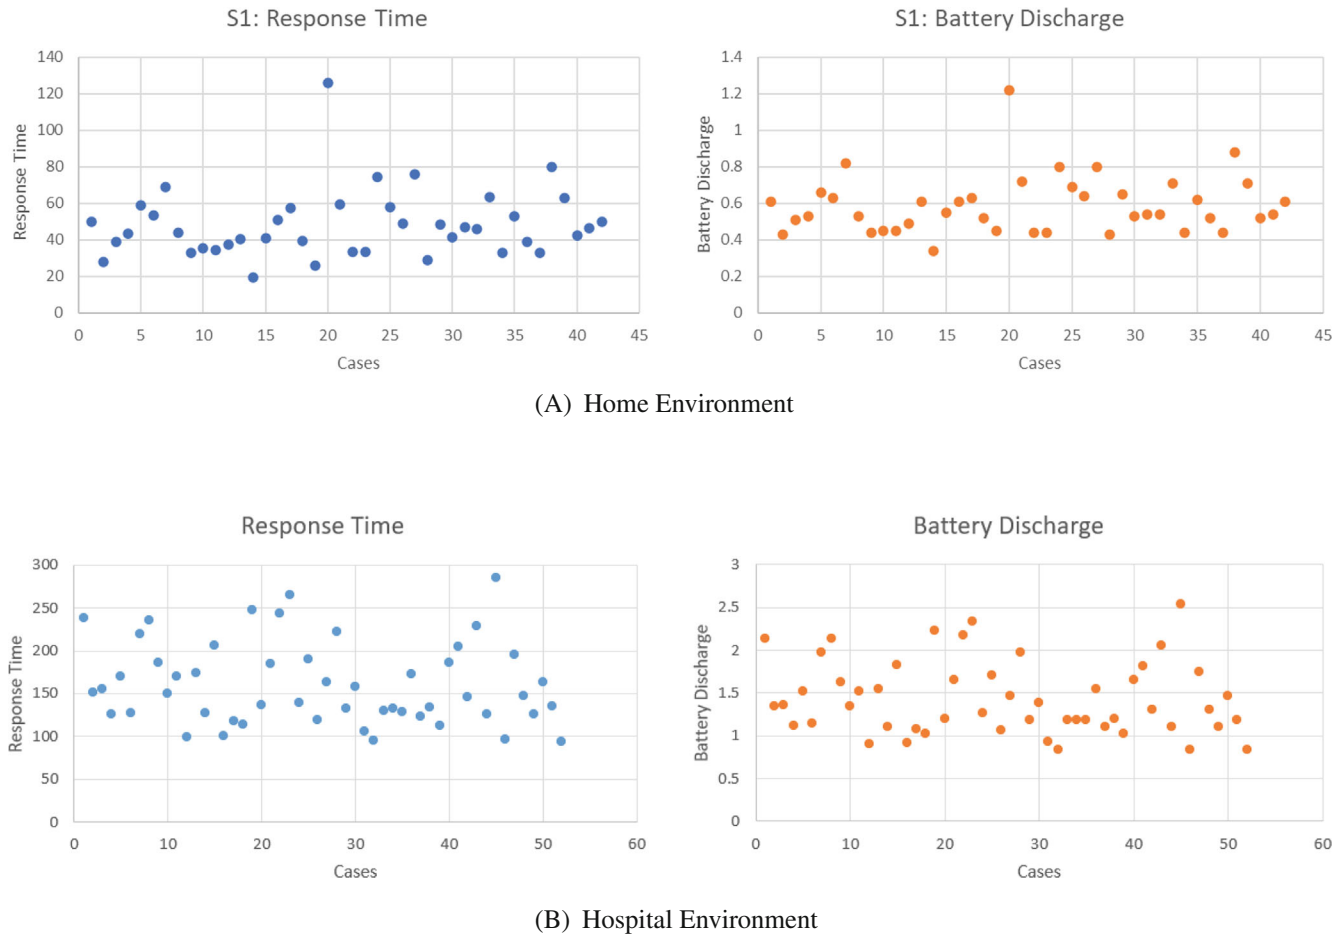 S1: Response Time
140
120
100
80
60
40
20
0
Response Time
0 5 10 15 20 25 30 35 40 45
Cases
S1: Battery Discharge
1.4
1.2
1
0.8
0.6
0.4
0.2
0
Battery Discharge
0 5 10 15 20 25 30 35 40 45
Cases
(A) Home Environment
Response Time
300
250
200
150
100
50
0
Response Time
0 10 20 30 40 50 60
Cases
Battery Discharge
3
2.5
2
1.5
1
0.5
0
Battery Discharge
0 10 20 30 40 50 60
Cases
(B) Hospital Environment